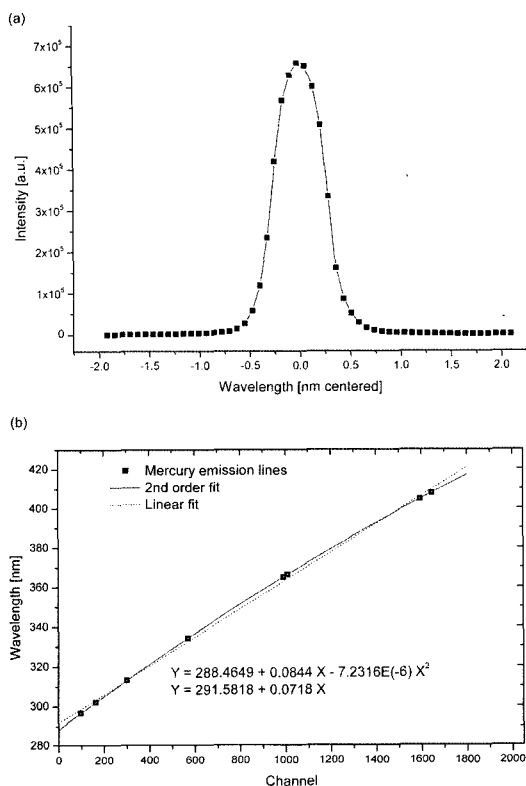 (a)
7x10⁵
6x10⁵
5x10⁵
4x10⁵
3x10⁵
2x10⁵
1x10⁵
0
Intensity [a.u.]
-2.0 -1.5 -1.0 -0.5 0.0 0.5 1.0 1.5 2.0
Wavelength [nm centered]
(b)
420
400
380
360
340
320
300
280
Wavelength [nm]
Mercury emission lines
2nd order fit
Linear fit
Y = 288.4649 + 0.0844 X - 7.2316E(-6) X²
Y = 291.5818 + 0.0718 X
0 200 400 600 800 1000 1200 1400 1600 1800 2000
Channel